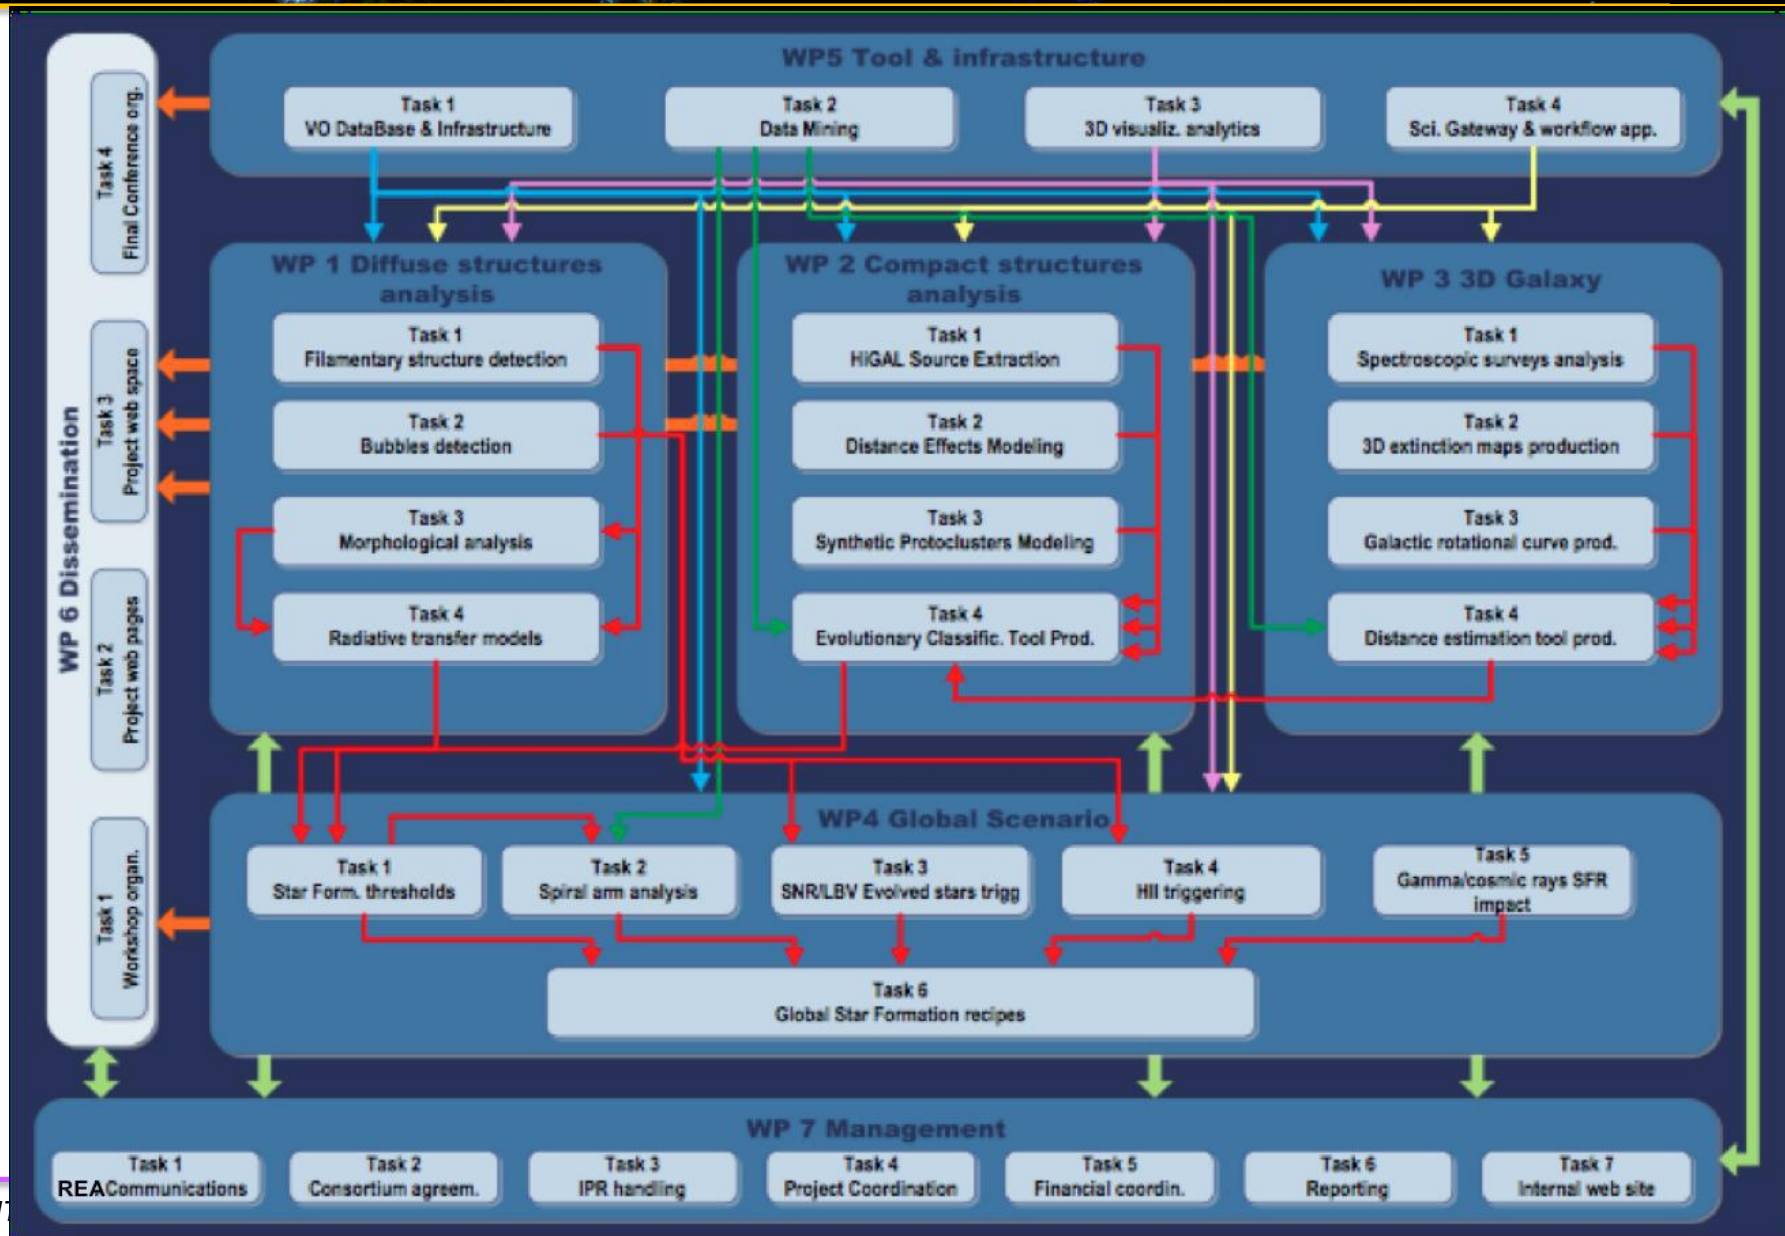 WP5 Tool & infrastructure
Task 1
VO DataBase & Infrastructure
Task 2
Data Mining
Task 3
3D visualiz. analytics
Task 4
Sci. Gateway & workflow app.
WP 6 Dissemination
Task 4
Final Conference org.
Task 3
Project web space
Task 2
Project web pages
Task 1
Workshop organ.
WP 1 Diffuse structures
analysis
Task 1
Filamentary structure detection
Task 2
Bubbles detection
Task 3
Morphological analysis
Task 4
Radiative transfer models
WP 2 Compact structures
analysis
Task 1
HiGAL Source Extraction
Task 2
Distance Effects Modeling
Task 3
Synthetic Protoclusters Modeling
Task 4
Evolutionary Classific. Tool Prod.
WP 3 3D Galaxy
Task 1
Spectroscopic surveys analysis
Task 2
3D extinction maps production
Task 3
Galactic rotational curve prod.
Task 4
Distance estimation tool prod.
WP4 Global Scenario
Task 1
Star Form. thresholds
Task 2
Spiral arm analysis
Task 3
SNR/LBV Evolved stars trigg
Task 4
HII triggering
Task 5
Gamma/cosmic rays SFR
impact
Task 6
Global Star Formation recipes
WP 7 Management
Task 1
REACommunications
Task 2
Consortium agreem.
Task 3
IPR handling
Task 4
Project Coordination
Task 5
Financial coordin.
Task 6
Reporting
Task 7
Internal web site